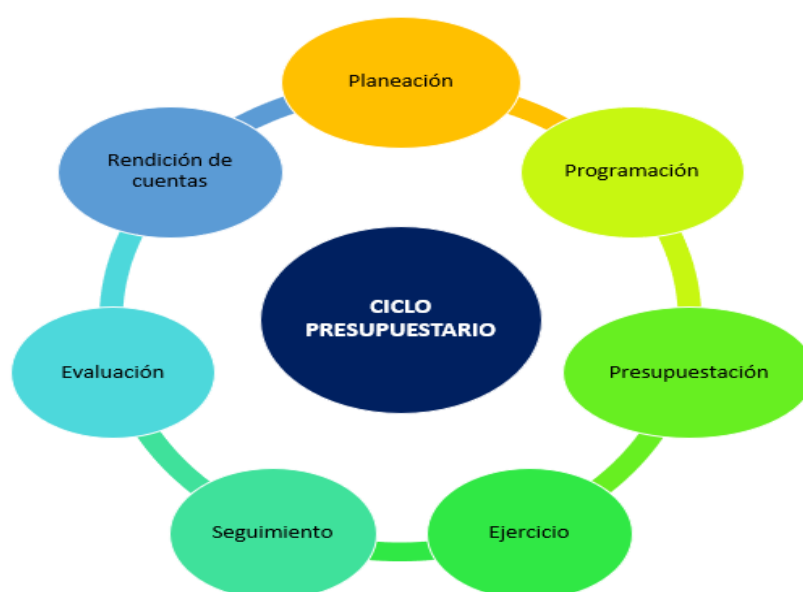 Planeación
Programación
Presupuestación
Ejercicio
Seguimiento
Evaluación
Rendición de
cuentas
CICLO
PRESUPUESTARIO